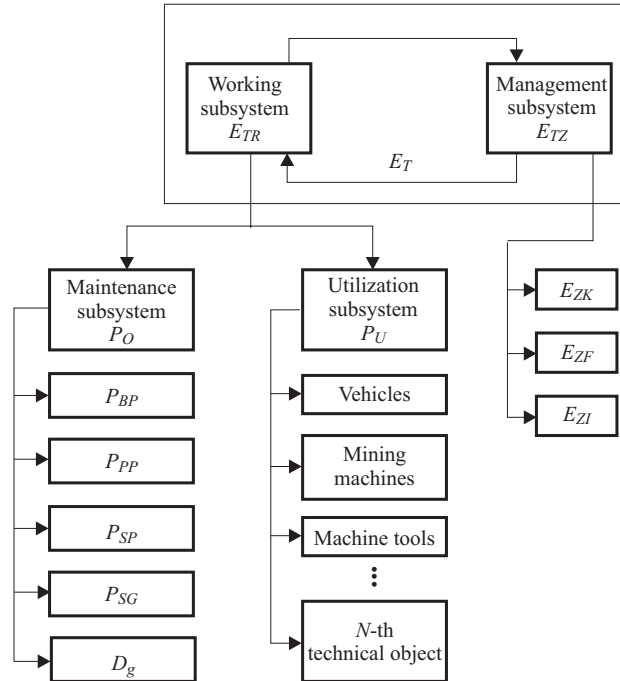 Working
subsystem
E_TR
Management
subsystem
E_TZ
E_T
Maintenance
subsystem
P_O
Utilization
subsystem
P_U
E_ZK
E_ZF
E_ZI
P_BP
P_PP
P_SP
P_SG
D_g
Vehicles
Mining
machines
Machine tools
⋮
N-th
technical object